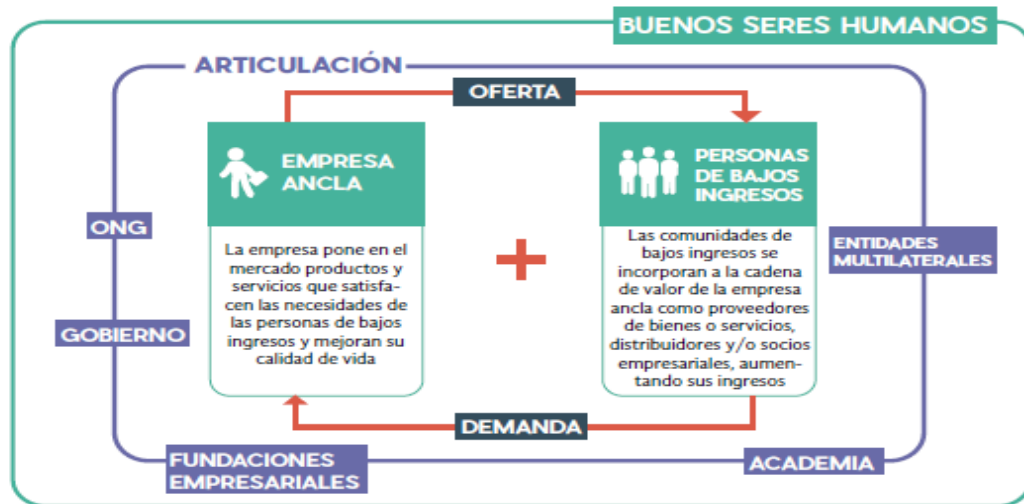 BUENOS SERES HUMANOS
ARTICULACIÓN
OFERTA
EMPRESA
ANCLA
La empresa pone en el
mercado productos y
servicios que satisfa-
cen las necesidades de
las personas de bajos
ingresos y mejoran su
calidad de vida
PERSONAS
DE BAJOS
INGRESOS
Las comunidades de
bajos ingresos se
incorporan a la cadena
de valor de la empresa
ancla como proveedores
de bienes o servicios,
distribuidores y/o socios
empresariales, aumen-
tando sus ingresos
ONG
GOBIERNO
ENTIDADES
MULTILATERALES
DEMANDA
FUNDACIONES
EMPRESARIALES
ACADEMIA